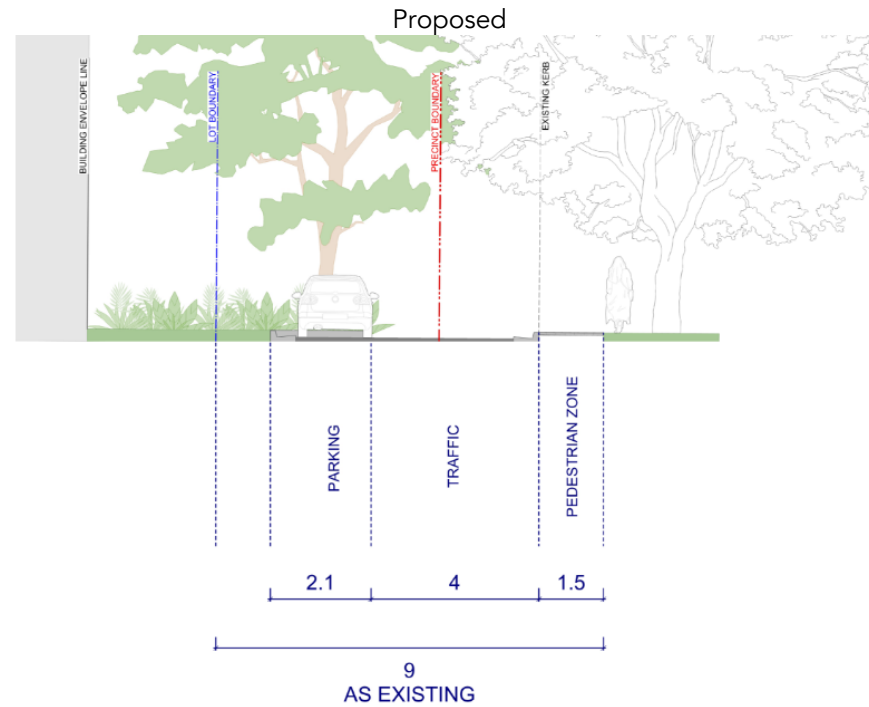 Proposed
BUILDING ENVELOPE LINE
LOT BOUNDARY
PRECINCT BOUNDARY
EXISTING KERB
PARKING
TRAFFIC
PEDESTRIAN ZONE
2.1
4
1.5
9
AS EXISTING